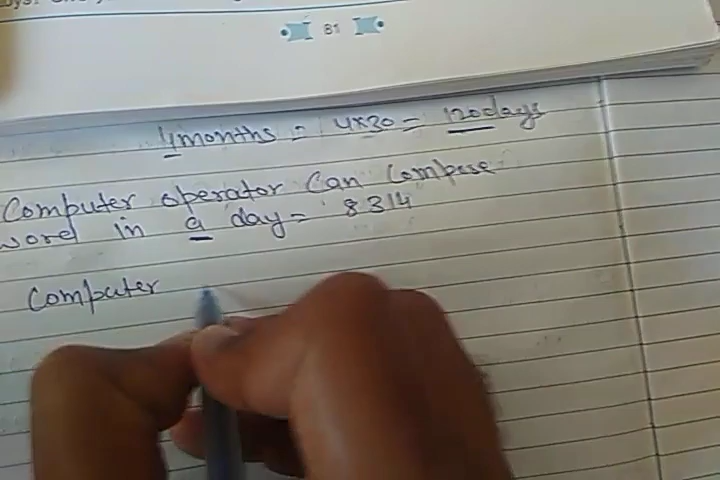 81
4months = 4x30 = 120days
Computer operator Can Compose
word in a day = 8314
Computer